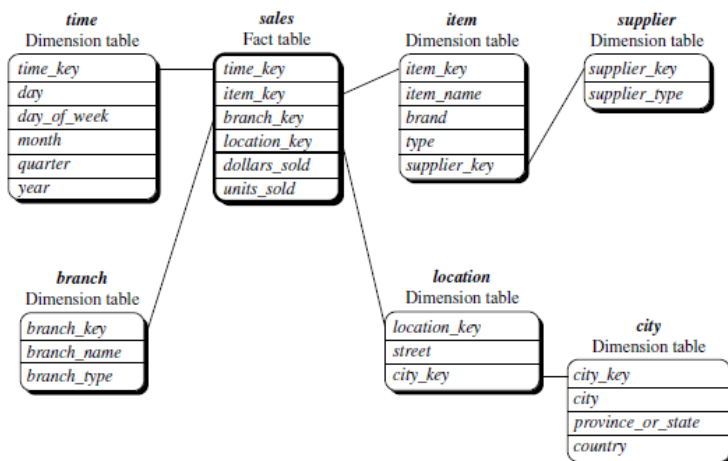 time
Dimension table
time_key
day
day_of_week
month
quarter
year
sales
Fact table
time_key
item_key
branch_key
location_key
dollars_sold
units_sold
item
Dimension table
item_key
item_name
brand
type
supplier_key
supplier
Dimension table
supplier_key
supplier_type
branch
Dimension table
branch_key
branch_name
branch_type
location
Dimension table
location_key
street
city_key
city
Dimension table
city_key
city
province_or_state
country